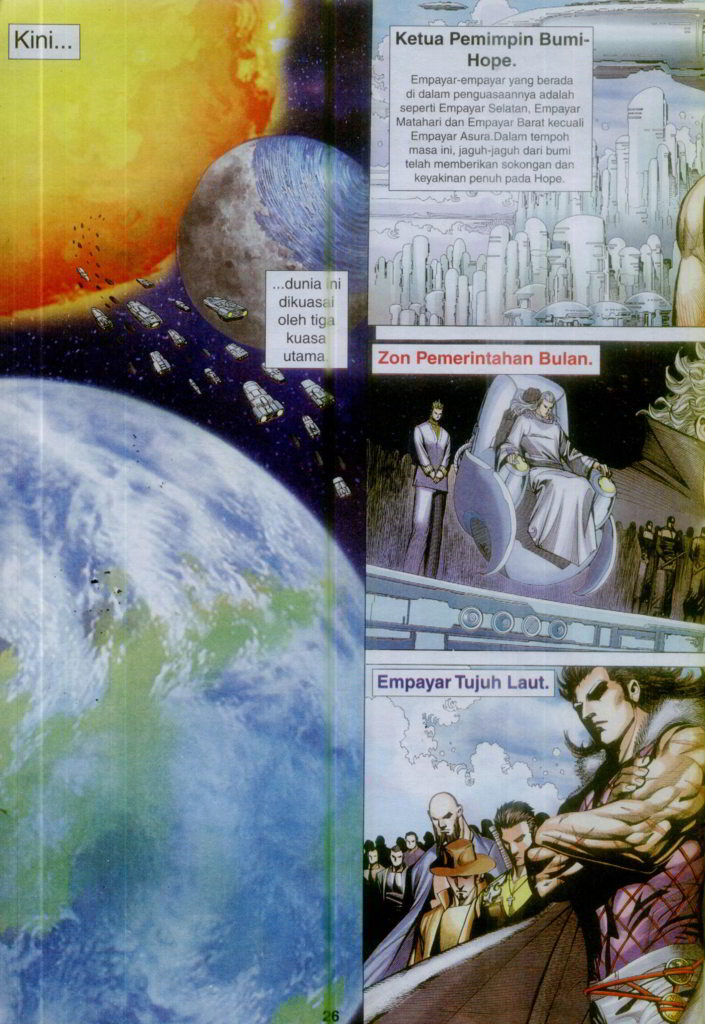 Kini...
...dunia ini
dikuasai
oleh tiga
kuasa
utama.
Ketua Pemimpin Bumi-
Hope.
Empayar-empayar yang berada
di dalam penguasaannya adalah
seperti Empayar Selatan, Empayar
Matahari dan Empayar Barat kecuali
Empayar Asura.Dalam tempoh
masa ini, jaguh-jaguh dari bumi
telah memberikan sokongan dan
keyakinan penuh pada Hope.
Zon Pemerintahan Bulan.
Empayar Tujuh Laut.
26